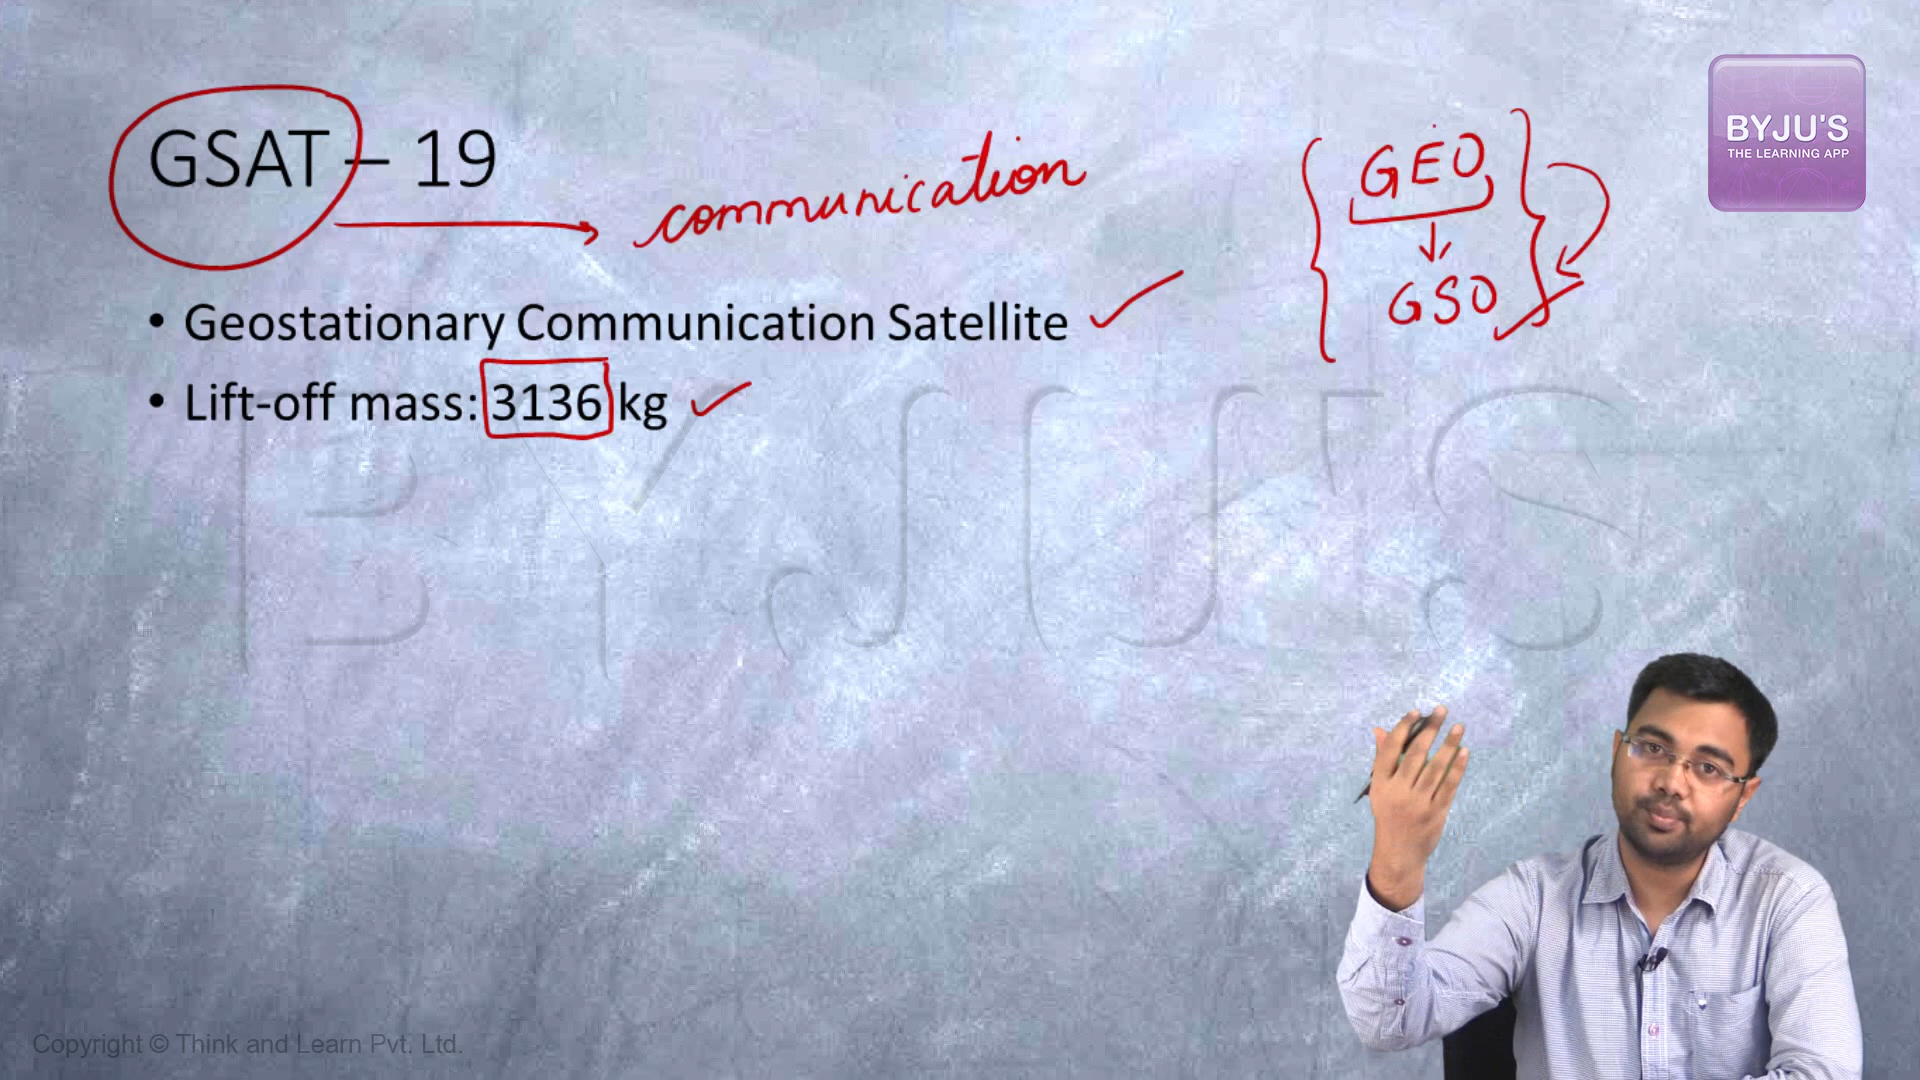 GSAT – 19
communication
GEO
GSO
BYJU'S
THE LEARNING APP
• Geostationary Communication Satellite
• Lift-off mass: 3136 kg
BYJU'S
Copyright © Think and Learn Pvt. Ltd.